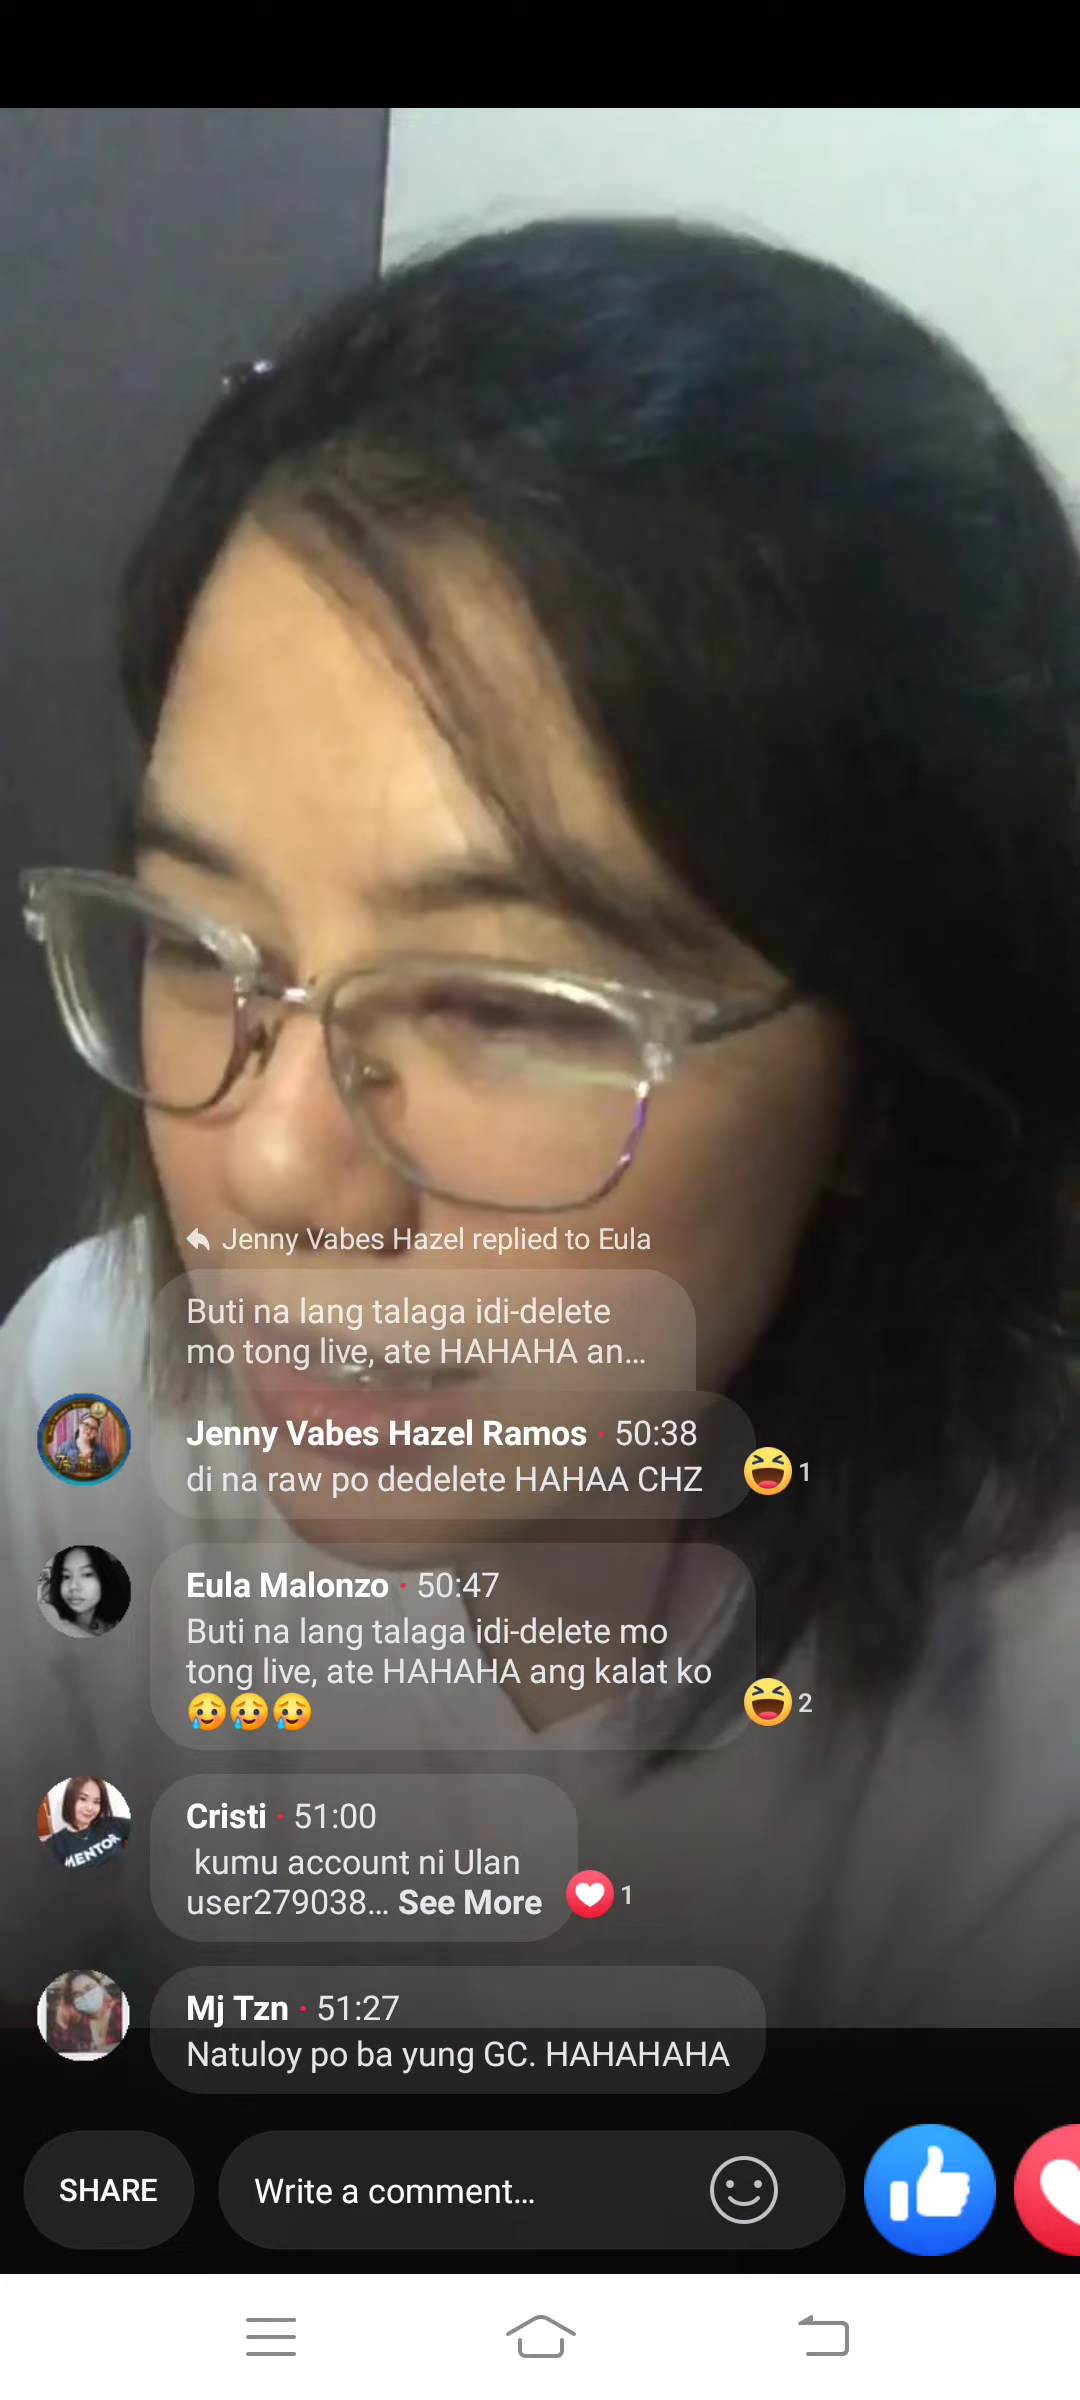 Jenny Vabes Hazel replied to Eula
Buti na lang talaga idi-delete
mo tong live, ate HAHAHA an...
Jenny Vabes Hazel Ramos · 50:38
di na raw po dedelete HAHAA CHZ
1
Eula Malonzo · 50:47
Buti na lang talaga idi-delete mo
tong live, ate HAHAHA ang kalat ko
🥲🥲🥲
2
Cristi · 51:00
kumu account ni Ulan
user279038... See More
1
MENTOR
Mj Tzn · 51:27
Natuloy po ba yung GC. HAHAHAHA
SHARE
Write a comment...